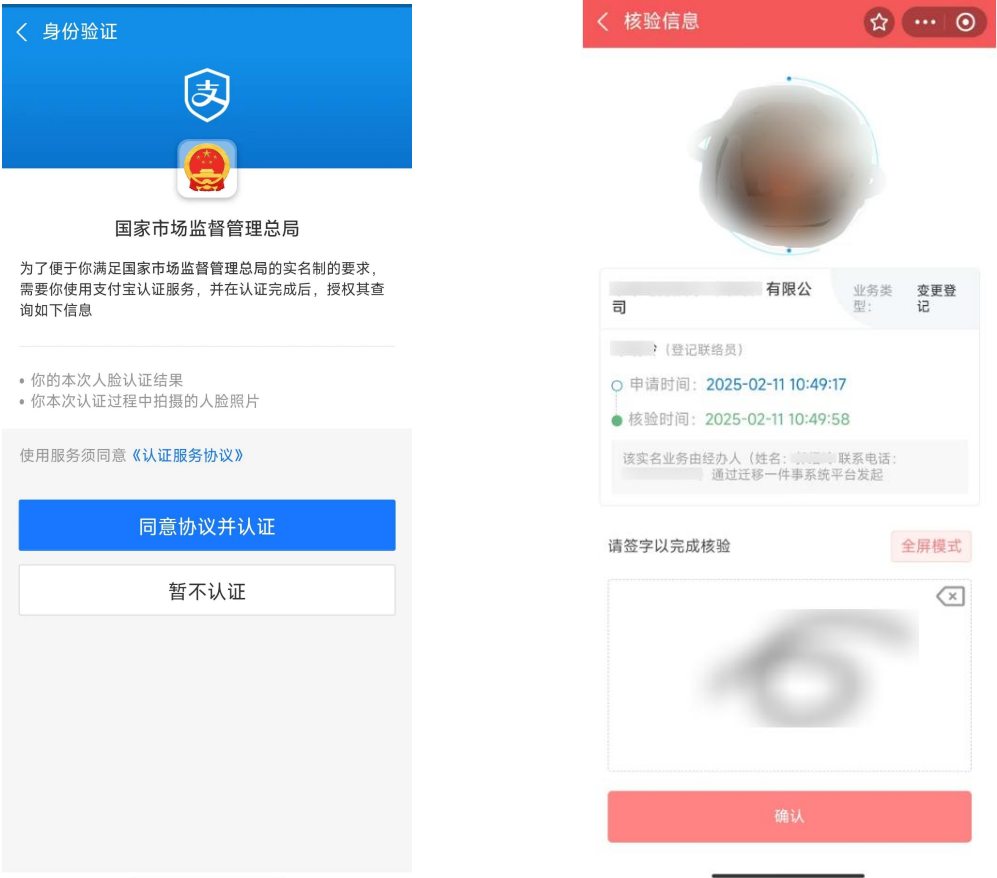 身份验证
支
国家市场监督管理总局
为了便于你满足国家市场监督管理总局的实名制的要求，
需要你使用支付宝认证服务，并在认证完成后，授权其查
询如下信息
• 你的本次人脸认证结果
• 你本次认证过程中拍摄的人脸照片
使用服务须同意《认证服务协议》
同意协议并认证
暂不认证
核验信息
有限公
司
业务类
型：
变更登
记
（登记联络员）
申请时间：2025-02-11 10:49:17
核验时间：2025-02-11 10:49:58
该实名业务由经办人（姓名： 联系电话：
）通过迁移一件事系统平台发起
请签字以完成核验
全屏模式
确认